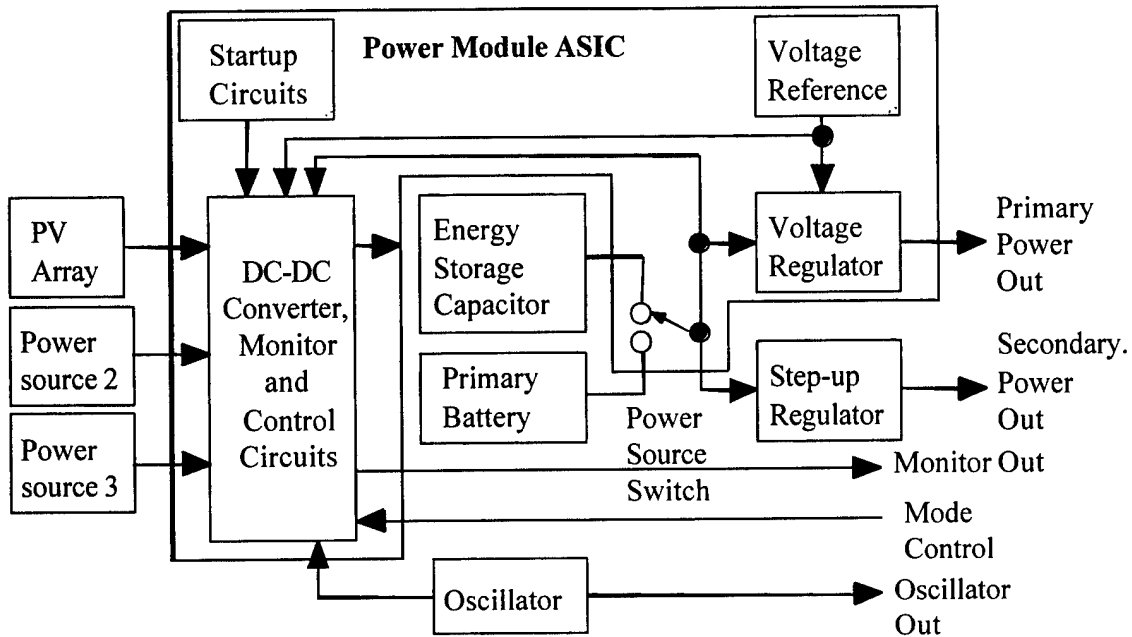 Power Module ASIC
Startup
Circuits
Voltage
Reference
PV
Array
Power
source 2
Power
source 3
DC-DC
Converter,
Monitor
and
Control
Circuits
Energy
Storage
Capacitor
Primary
Battery
Power
Source
Switch
Voltage
Regulator
Step-up
Regulator
Primary
Power
Out
Secondary.
Power
Out
Monitor Out
Mode
Control
Oscillator
Oscillator
Out